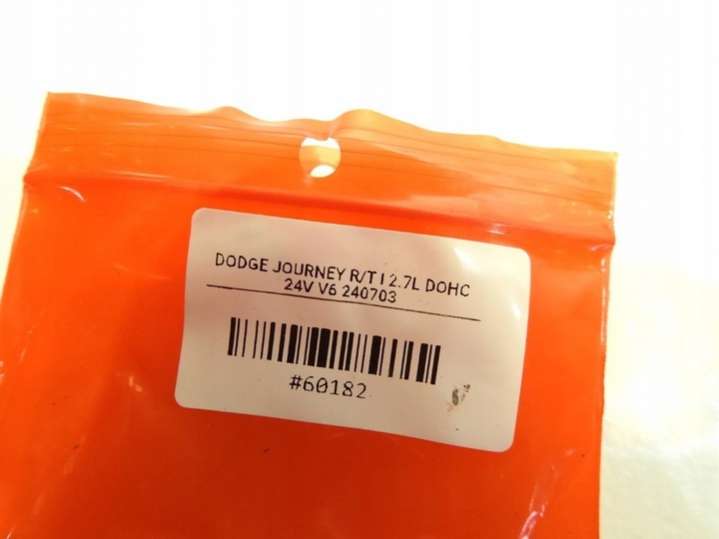 DODGE JOURNEY R/T I 2.7L DOHC
24V V6 240703
#60182